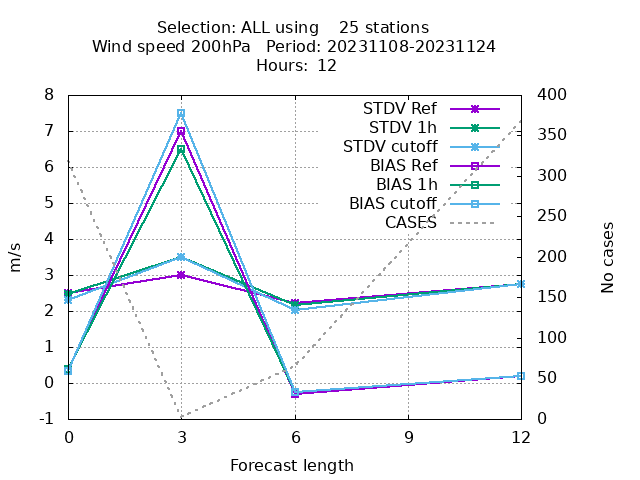 Selection: ALL using    25 stations
Wind speed 200hPa   Period: 20231108-20231124
Hours: 12
8
7
6
5
4
3
2
1
0
-1
m/s
STDV Ref
STDV 1h
STDV cutoff
BIAS Ref
BIAS 1h
BIAS cutoff
CASES
400
350
300
250
200
150
100
50
0
No cases
0 3 6 9 12
Forecast length